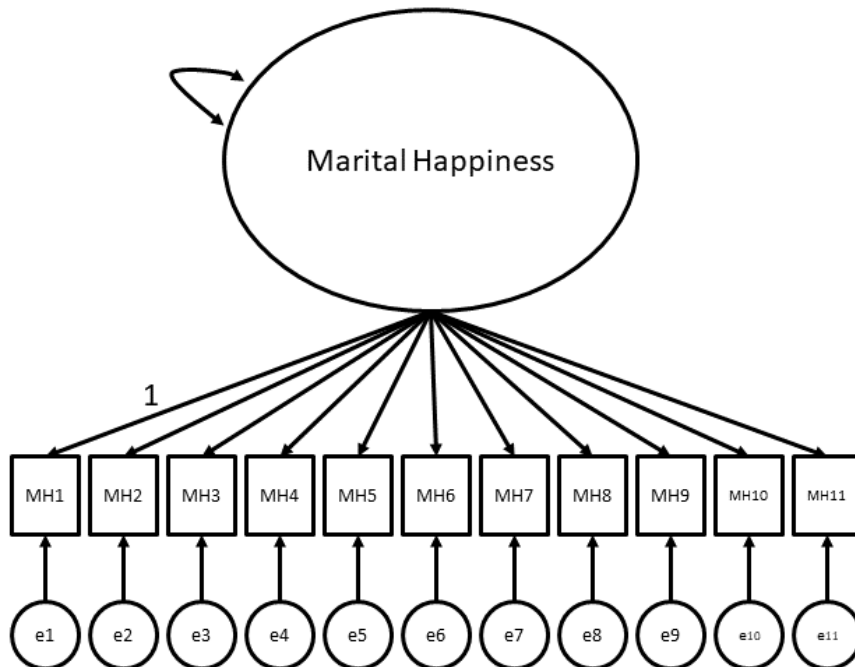 Marital Happiness
1
MH1 MH2 MH3 MH4 MH5 MH6 MH7 MH8 MH9 MH10 MH11
e1 e2 e3 e4 e5 e6 e7 e8 e9 e10 e11